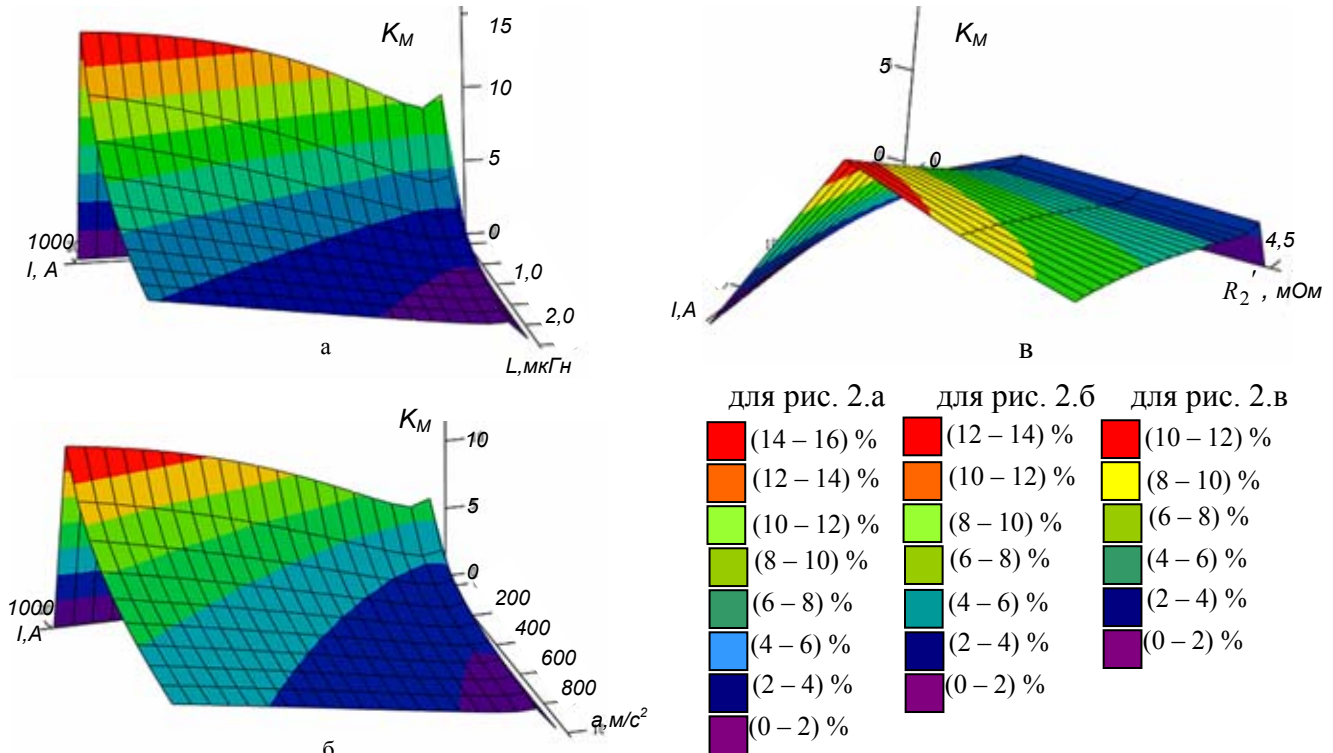 K_M
15
10
5
0
1000
I, А
1,0
2,0
L,мкГн
а
K_M
5
0
0
I,А
4,5
R_2', мОм
в
K_M
10
5
0
1000
I,А
200
400
600
800
a,м/с²
б
для рис. 2.а
(14 – 16) %
(12 – 14) %
(10 – 12) %
(8 – 10) %
(6 – 8) %
(4 – 6) %
(2 – 4) %
(0 – 2) %
для рис. 2.б
(12 – 14) %
(10 – 12) %
(8 – 10) %
(6 – 8) %
(4 – 6) %
(2 – 4) %
(0 – 2) %
для рис. 2.в
(10 – 12) %
(8 – 10) %
(6 – 8) %
(4 – 6) %
(2 – 4) %
(0 – 2) %